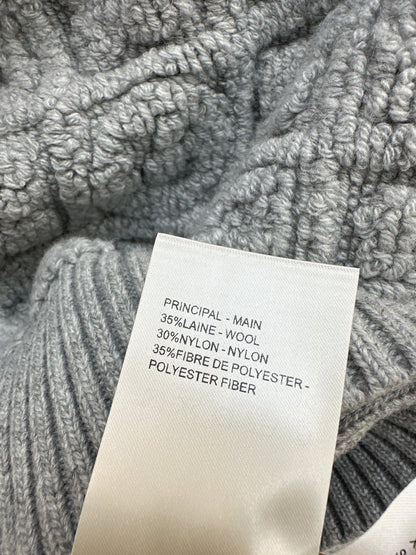 PRINCIPAL - MAIN
35%LAINE - WOOL
30%NYLON - NYLON
35%FIBRE DE POLYESTER -
POLYESTER FIBER